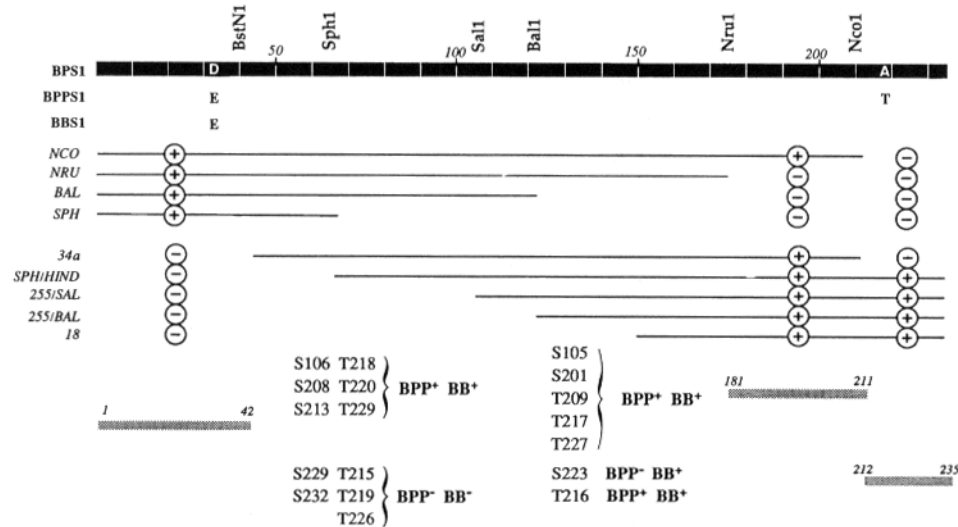 BstN1 Sph1 Sal1 Bal1 Nru1 Nco1
50 100 150 200
BPS1 D A
BPPS1 E T
BBS1 E
NCO + + −
NRU + − −
BAL + − −
SPH + − −
34a − + −
SPH/HIND − + +
255/SAL − + +
255/BAL − + +
18 − + +
S106 T218
S208 T220 BPP⁺ BB⁺
S213 T229
S105
S201
T209 BPP⁺ BB⁺
T217
T227
181 211
1 42
S229 T215
S232 T219 BPP⁻ BB⁻
T226
S223 BPP⁻ BB⁺
T216 BPP⁺ BB⁺
212 235